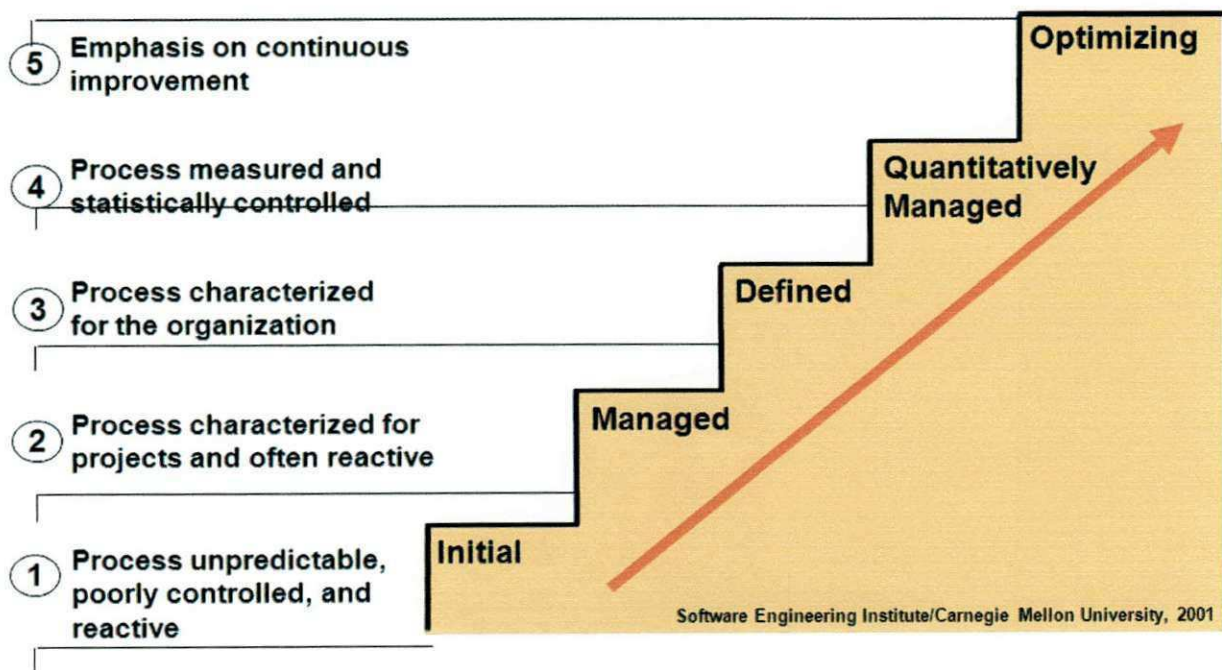 5
Emphasis on continuous
improvement
Optimizing
4
Process measured and
statistically controlled
Quantitatively
Managed
3
Process characterized
for the organization
Defined
2
Process characterized for
projects and often reactive
Managed
1
Process unpredictable,
poorly controlled, and
reactive
Initial
Software Engineering Institute/Carnegie Mellon University, 2001